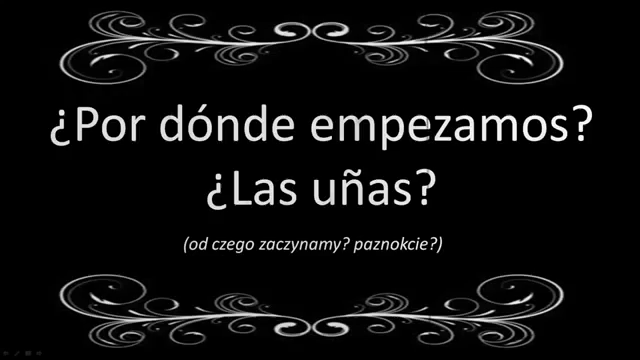 ¿Por dónde empezamos?
¿Las uñas?
(od czego zaczynamy? paznokcie?)